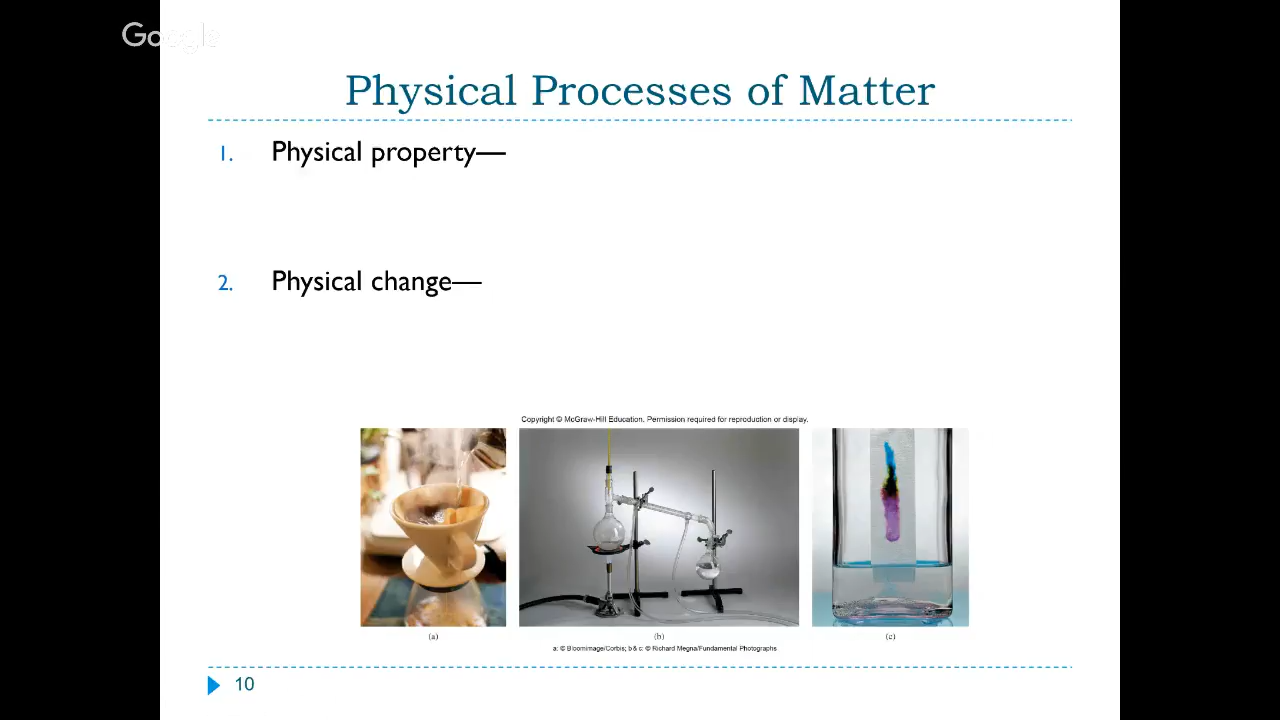 Google
Physical Processes of Matter
1. Physical property—
2. Physical change—
Copyright © McGraw-Hill Education. Permission required for reproduction or display.
(a) (b) (c)
a: © Bloomimage/Corbis; b & c: © Richard Megna/Fundamental Photographs
10